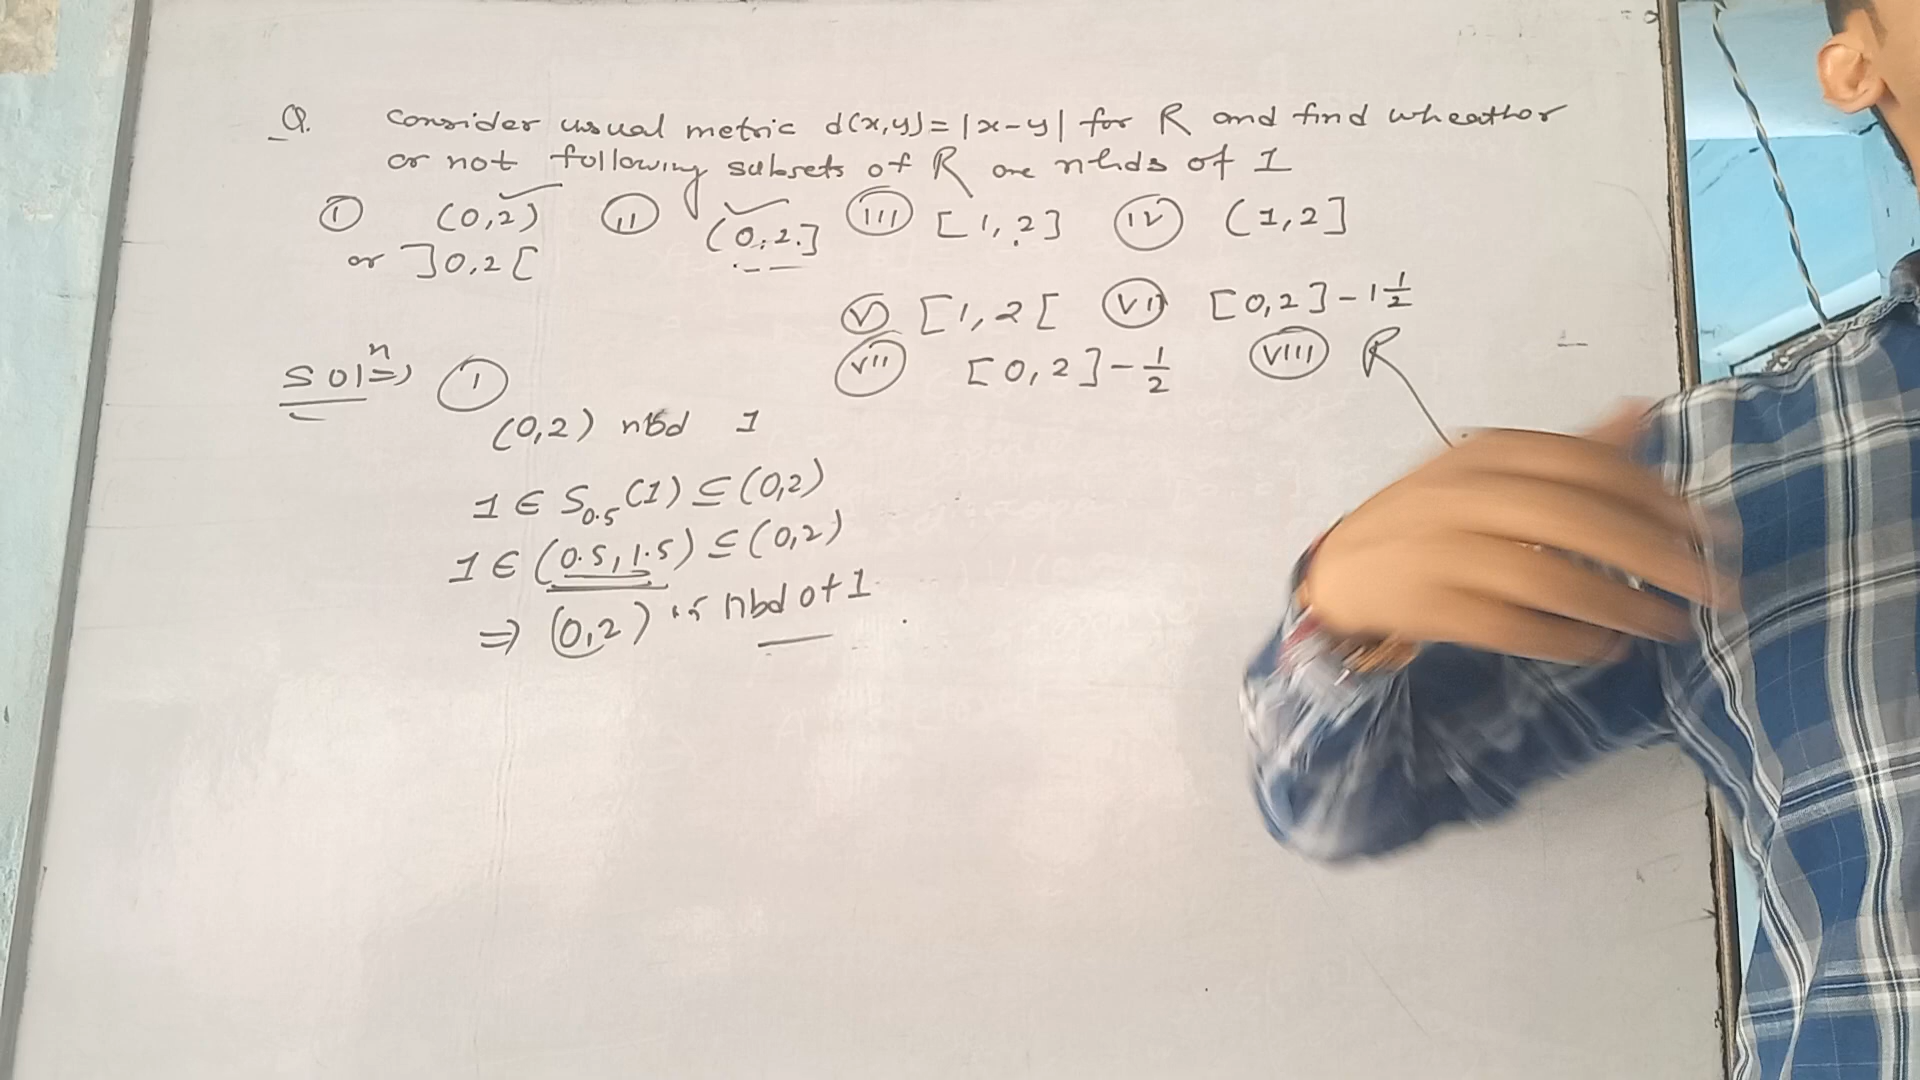 Q. Consider usual metric d(x,y)=|x-y| for R and find wheather
or not following subsets of R are nhds of 1
(i) (0,2) (ii) (0,2] (iii) [1,2] (iv) (1,2]
or ]0,2[
(v) [1,2[ (vi) [0,2]-1½
(vii) [0,2]-½ (viii) R
Solⁿ⇒ (i)
(0,2) nbd 1
1 ∈ S₀.₅(1) ⊆ (0,2)
1 ∈ (0.5,1.5) ⊆ (0,2)
⇒ (0,2) is nbd of 1